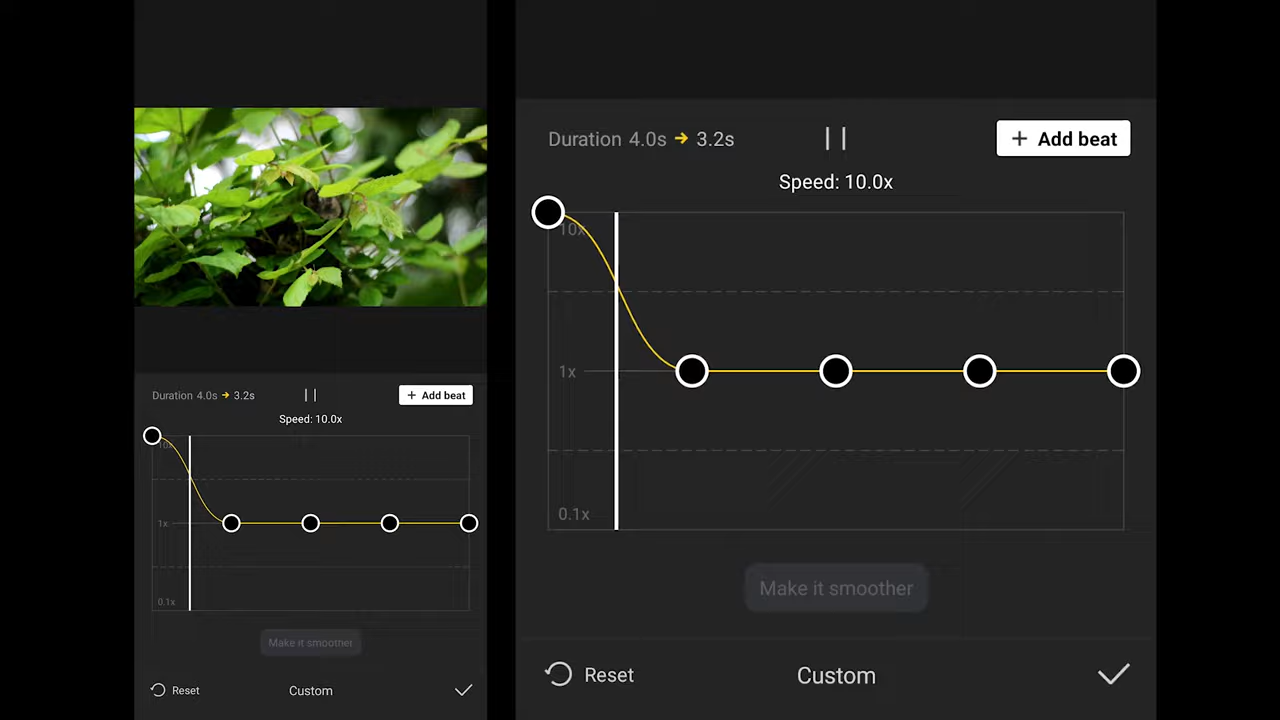 Duration 4.0s → 3.2s
+ Add beat
Speed: 10.0x
10x
1x
0.1x
Make it smoother
Reset
Custom
Duration 4.0s → 3.2s
+ Add beat
Speed: 10.0x
10x
1x
0.1x
Make it smoother
Reset
Custom